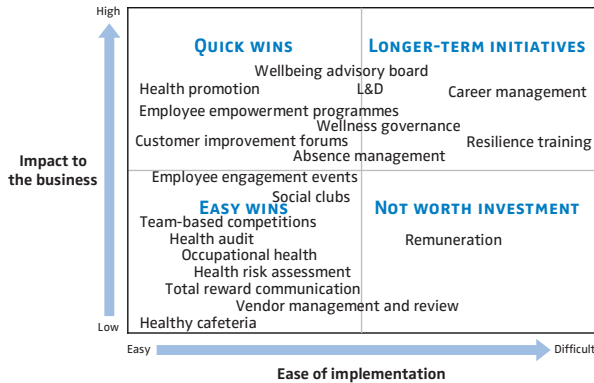 High
QUICK WINS
LONGER-TERM INITIATIVES
Wellbeing advisory board
Health promotion
L&D
Career management
Employee empowerment programmes
Wellness governance
Customer improvement forums
Resilience training
Absence management
Impact to
the business
Employee engagement events
Social clubs
EASY WINS
NOT WORTH INVESTMENT
Team-based competitions
Health audit
Remuneration
Occupational health
Health risk assessment
Total reward communication
Vendor management and review
Healthy cafeteria
Low
Easy
Difficult
Ease of implementation